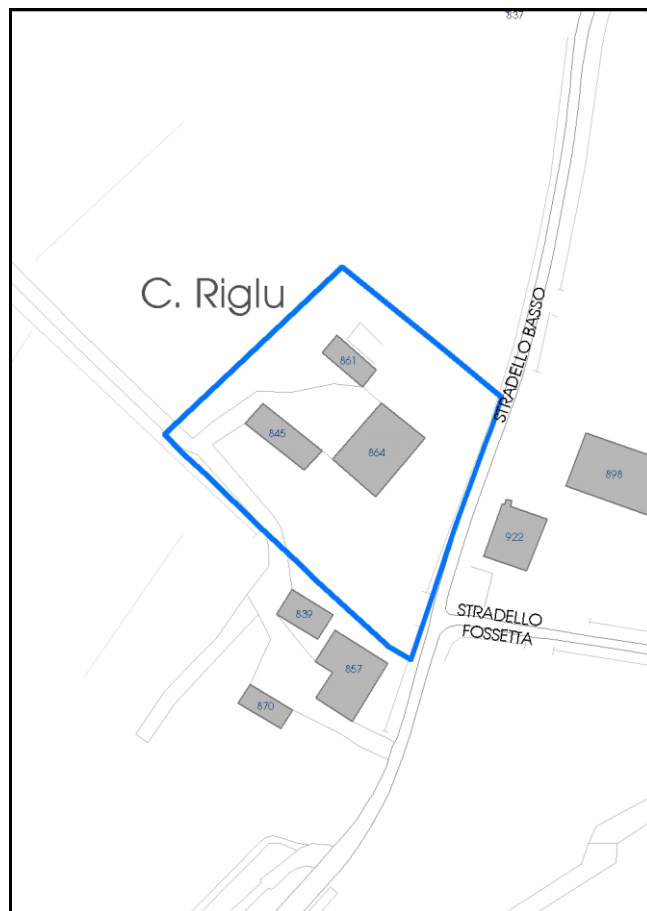 837
C. Riglu
STRADELLO BASSO
861
845
864
898
922
839
STRADELLO
FOSSETTA
857
870